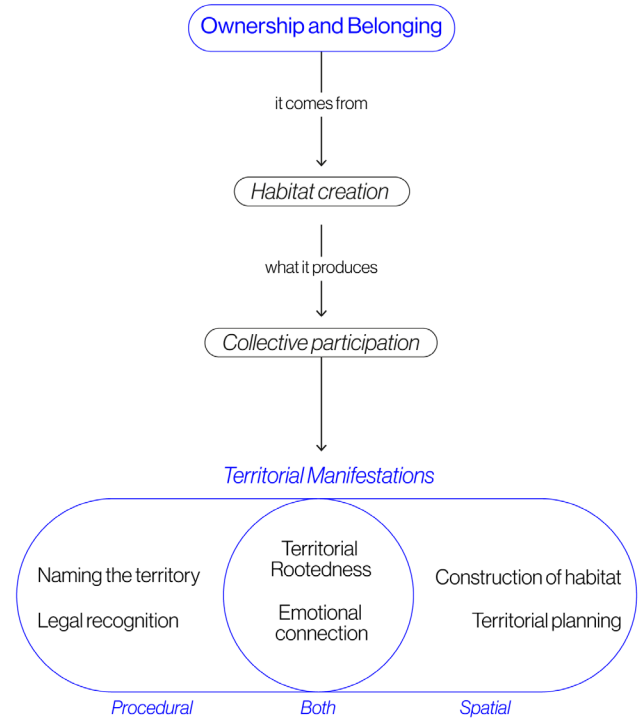 Ownership and Belonging
it comes from
Habitat creation
what it produces
Collective participation
Territorial Manifestations
Naming the territory
Legal recognition
Territorial
Rootedness
Emotional
connection
Construction of habitat
Territorial planning
Procedural
Both
Spatial